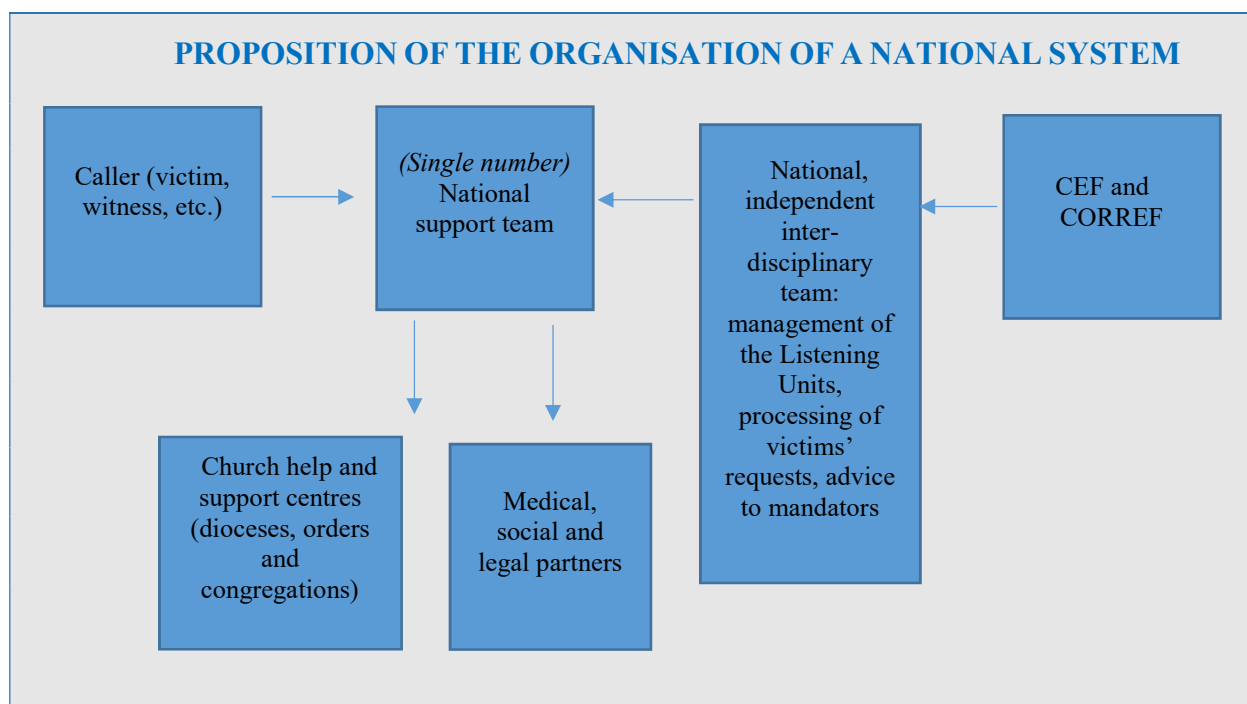 PROPOSITION OF THE ORGANISATION OF A NATIONAL SYSTEM
Caller (victim,
witness, etc.)
(Single number)
National
support team
National,
independent
inter-
disciplinary
team:
management of
the Listening
Units,
processing of
victims’
requests, advice
to mandators
CEF and
CORREF
Church help and
support centres
(dioceses, orders
and
congregations)
Medical,
social and
legal partners